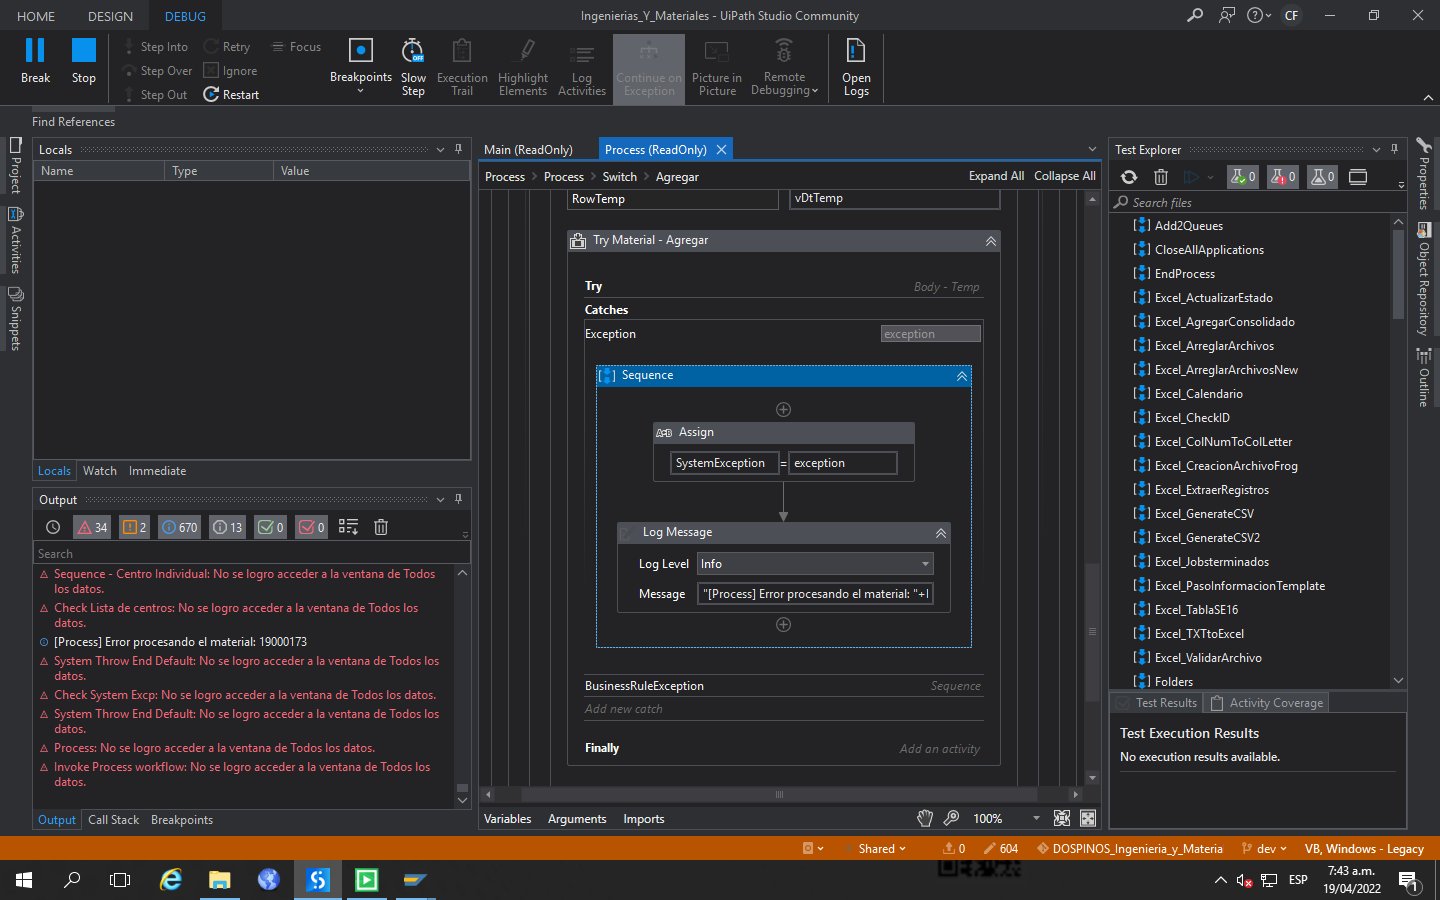 HOME
DESIGN
DEBUG
Ingenierias_Y_Materiales - UiPath Studio Community
CF
Break
Stop
Step Into
Step Over
Step Out
Retry
Ignore
Restart
Focus
Breakpoints
Slow
Step
Execution
Trail
Highlight
Elements
Log
Activities
Continue on
Exception
Picture in
Picture
Remote
Debugging
Open
Logs
Find References
Project
Activities
Snippets
Locals
Name
Type
Value
Locals
Watch
Immediate
Output
34
2
670
13
0
0
Search
Sequence - Centro Individual: No se logro acceder a la ventana de Todos
los datos.
Check Lista de centros: No se logro acceder a la ventana de Todos los
datos.
[Process] Error procesando el material: 19000173
System Throw End Default: No se logro acceder a la ventana de Todos los
datos.
Check System Excp: No se logro acceder a la ventana de Todos los datos.
System Throw End Default: No se logro acceder a la ventana de Todos los
datos.
Process: No se logro acceder a la ventana de Todos los datos.
Invoke Process workflow: No se logro acceder a la ventana de Todos los
datos.
Output
Call Stack
Breakpoints
Main (ReadOnly)
Process (ReadOnly)
Process > Process > Switch > Agregar
Expand All
Collapse All
RowTemp
vDtTemp
Try Material - Agregar
Try
Body - Temp
Catches
Exception
exception
Sequence
Assign
SystemException = exception
Log Message
Log Level
Info
Message
"[Process] Error procesando el material: "+
BusinessRuleException
Sequence
Add new catch
Finally
Add an activity
Variables
Arguments
Imports
100%
Test Explorer
0
0
0
Search files
Add2Queues
CloseAllApplications
EndProcess
Excel_ActualizarEstado
Excel_AgregarConsolidado
Excel_ArreglarArchivos
Excel_ArreglarArchivosNew
Excel_Calendario
Excel_CheckID
Excel_ColNumToColLetter
Excel_CreacionArchivoFrog
Excel_ExtraerRegistros
Excel_GenerateCSV
Excel_GenerateCSV2
Excel_Jobsterminados
Excel_PasoInformacionTemplate
Excel_TablaSE16
Excel_TXTtoExcel
Excel_ValidarArchivo
Folders
Test Results
Activity Coverage
Test Execution Results
No execution results available.
Properties
Object Repository
Outline
Shared
0
604
DOSPINOS_Ingenieria_y_Materia
dev
VB, Windows - Legacy
ESP
7:43 a.m.
19/04/2022
1